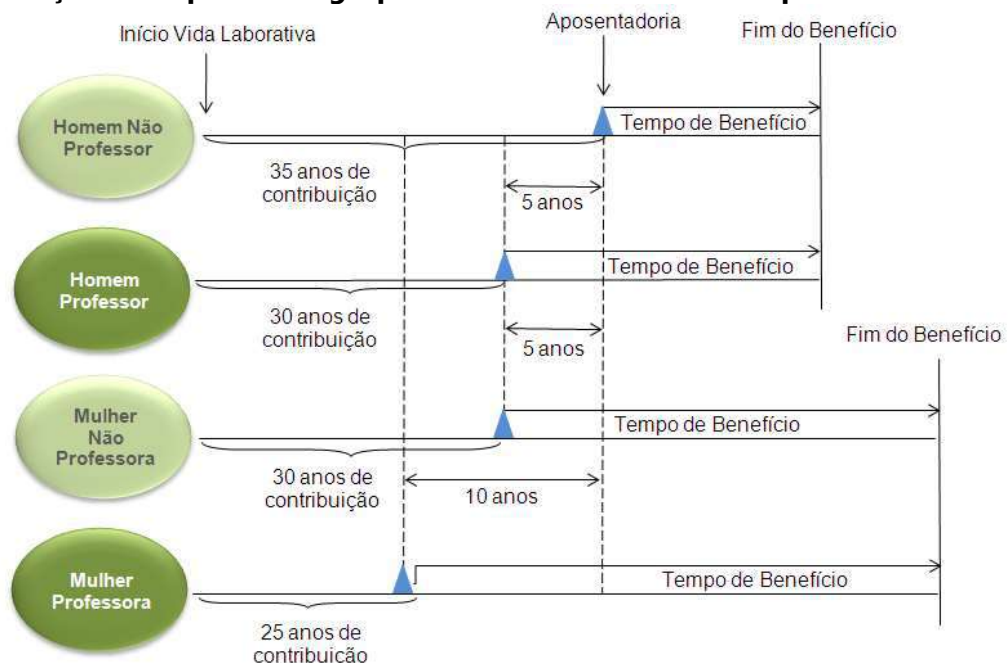 Início Vida Laborativa
Aposentadoria
Fim do Benefício
Homem Não
Professor
Tempo de Benefício
35 anos de
contribuição
5 anos
Homem
Professor
Tempo de Benefício
30 anos de
contribuição
5 anos
Fim do Benefício
Mulher
Não
Professora
Tempo de Benefício
30 anos de
contribuição
10 anos
Mulher
Professora
Tempo de Benefício
25 anos de
contribuição